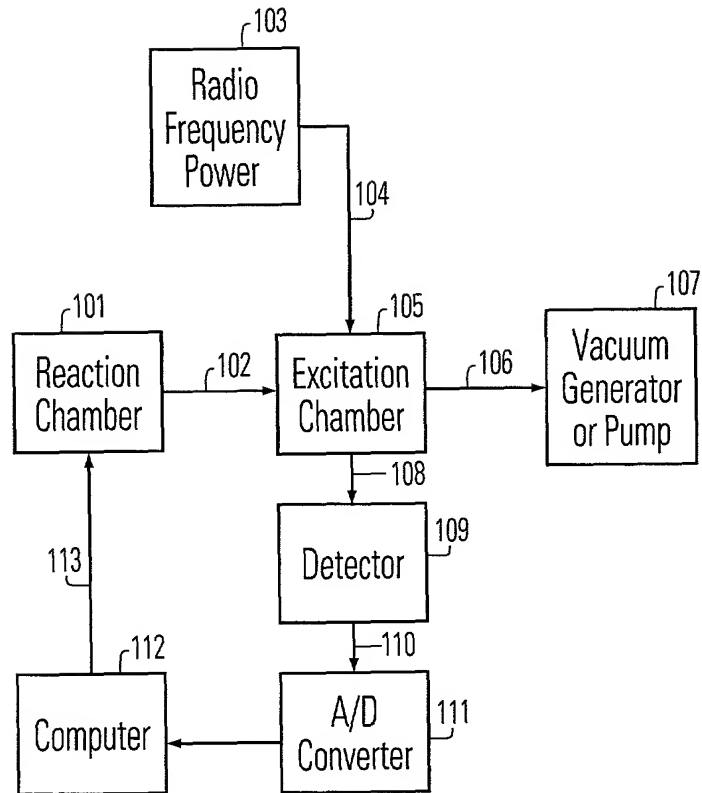 103
Radio
Frequency
Power
104
101
Reaction
Chamber
102
105
Excitation
Chamber
106
107
Vacuum
Generator
or Pump
108
109
Detector
110
111
A/D
Converter
112
Computer
113